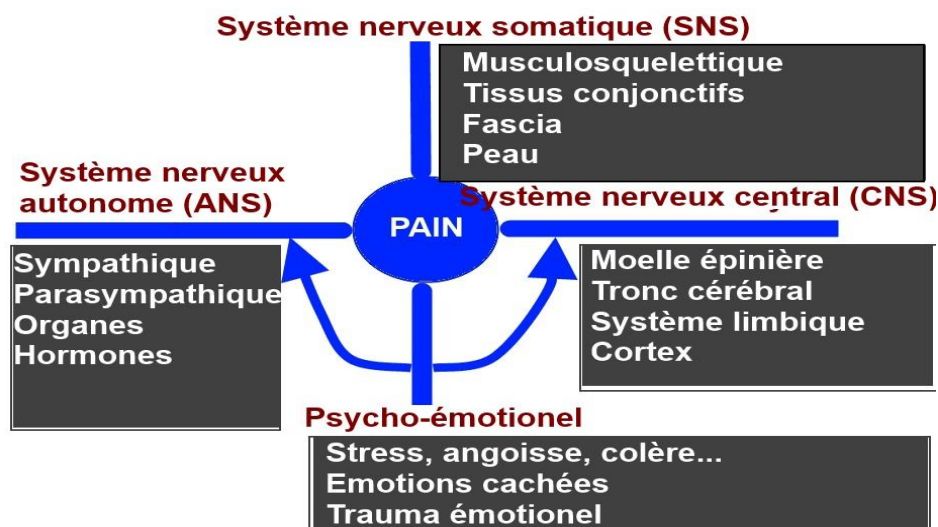 Système nerveux somatique (SNS)
Musculosquelettique
Tissus conjonctifs
Fascia
Peau
Système nerveux
autonome (ANS)
Système nerveux central (CNS)
PAIN
Sympathique
Parasympathique
Organes
Hormones
Moelle épinière
Tronc cérébral
Système limbique
Cortex
Psycho-émotionel
Stress, angoisse, colère...
Emotions cachées
Trauma émotionel